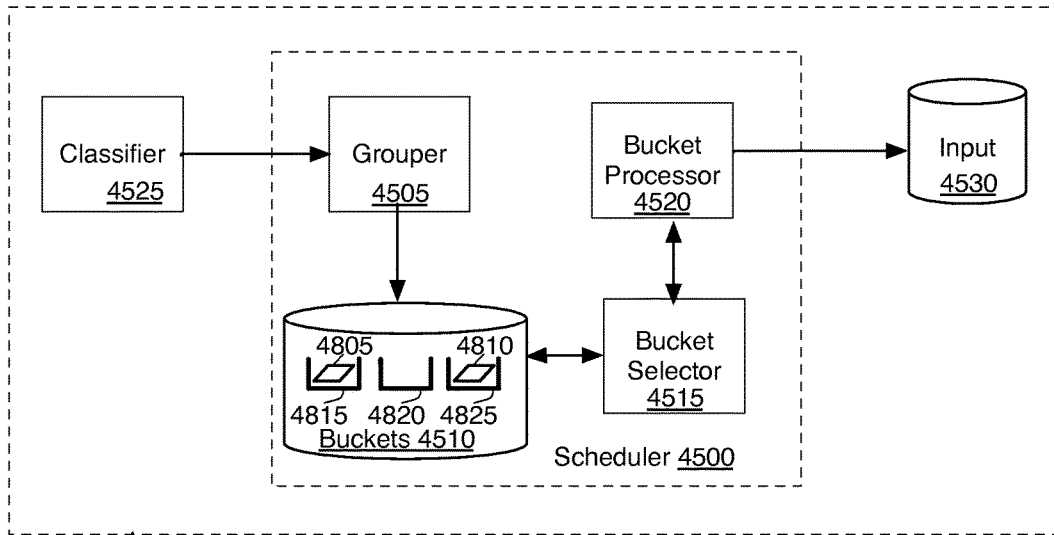 Classifier
4525
Grouper
4505
Bucket
Processor
4520
Input
4530
4805
4810
4815
4820
4825
Buckets 4510
Bucket
Selector
4515
Scheduler 4500